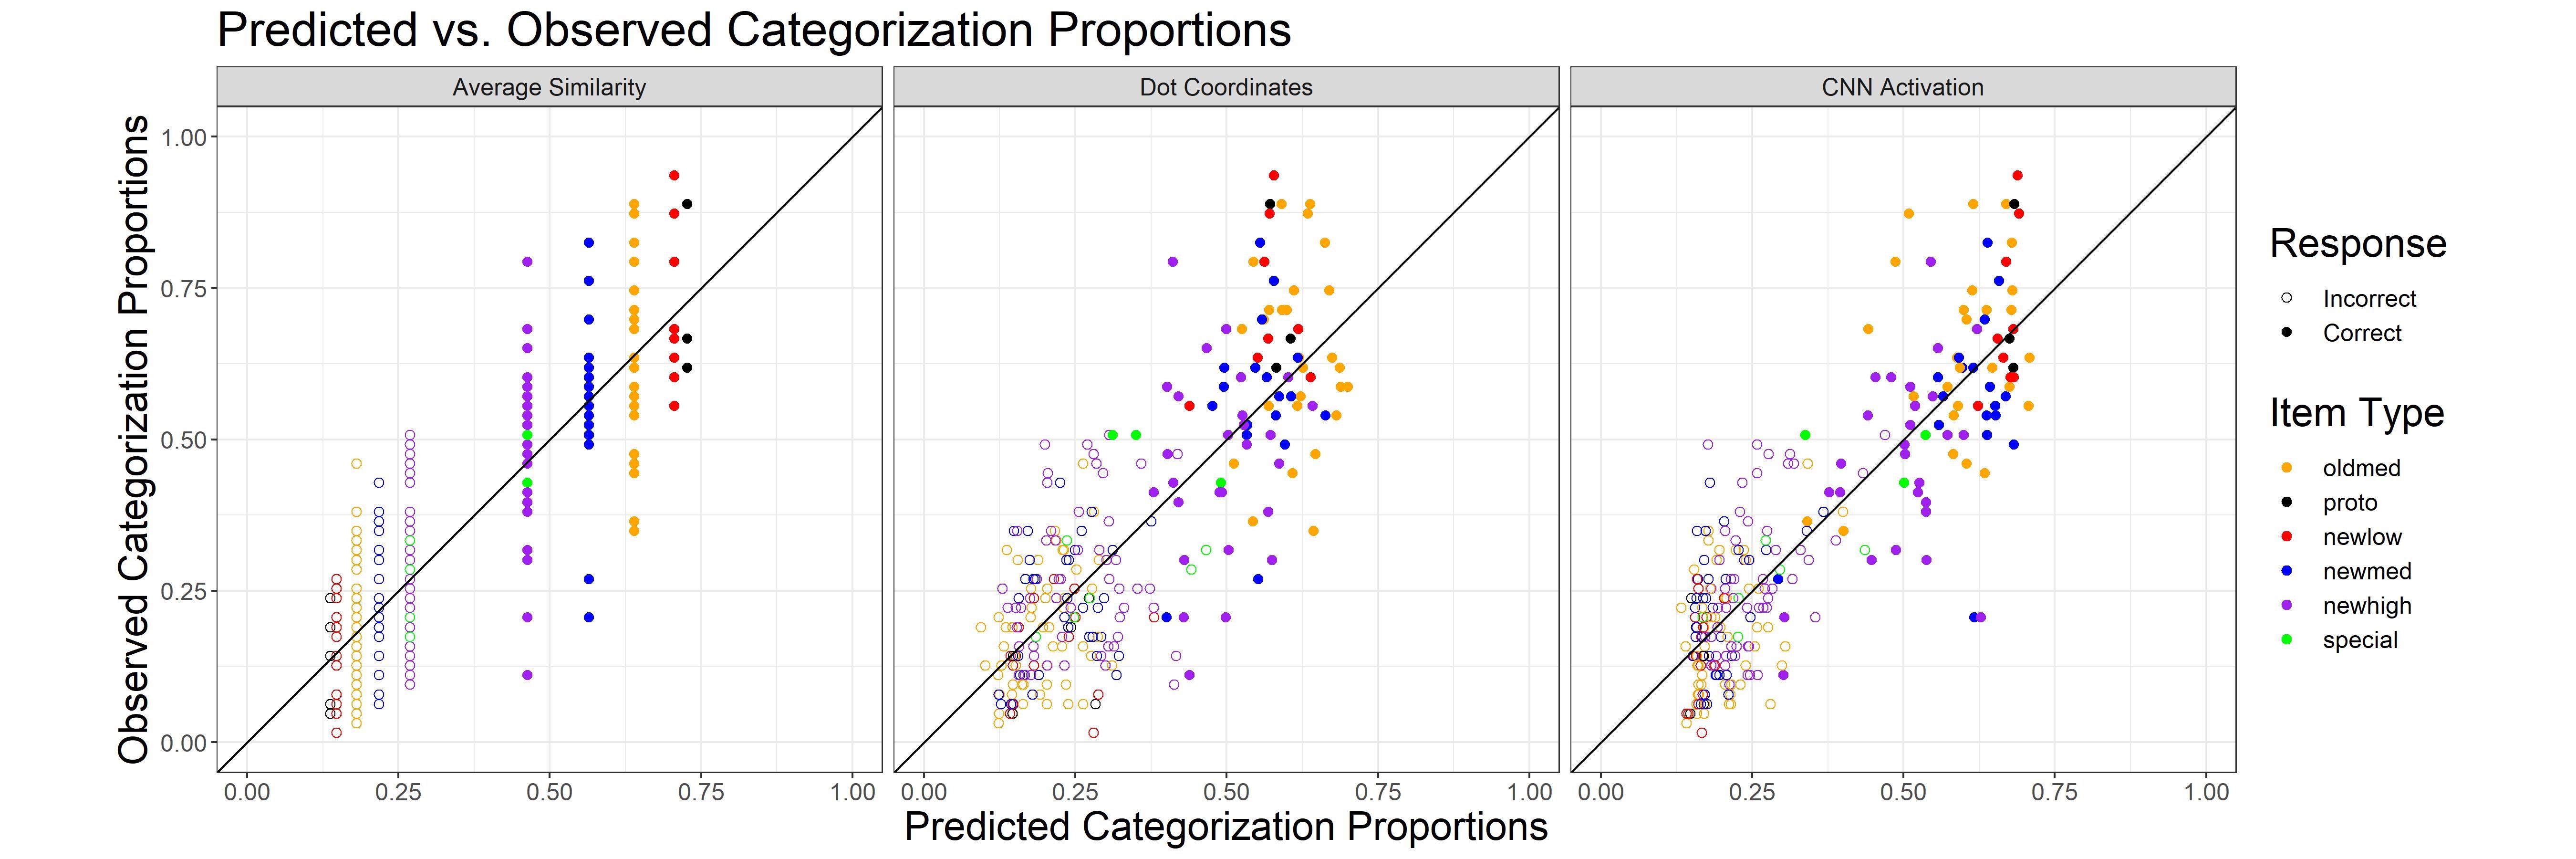 Predicted vs. Observed Categorization Proportions
Average Similarity
Dot Coordinates
CNN Activation
Observed Categorization Proportions
1.00
0.75
0.50
0.25
0.00
0.00 0.25 0.50 0.75 1.00
0.00 0.25 0.50 0.75 1.00
0.00 0.25 0.50 0.75 1.00
Predicted Categorization Proportions
Response
Incorrect
Correct
Item Type
oldmed
proto
newlow
newmed
newhigh
special